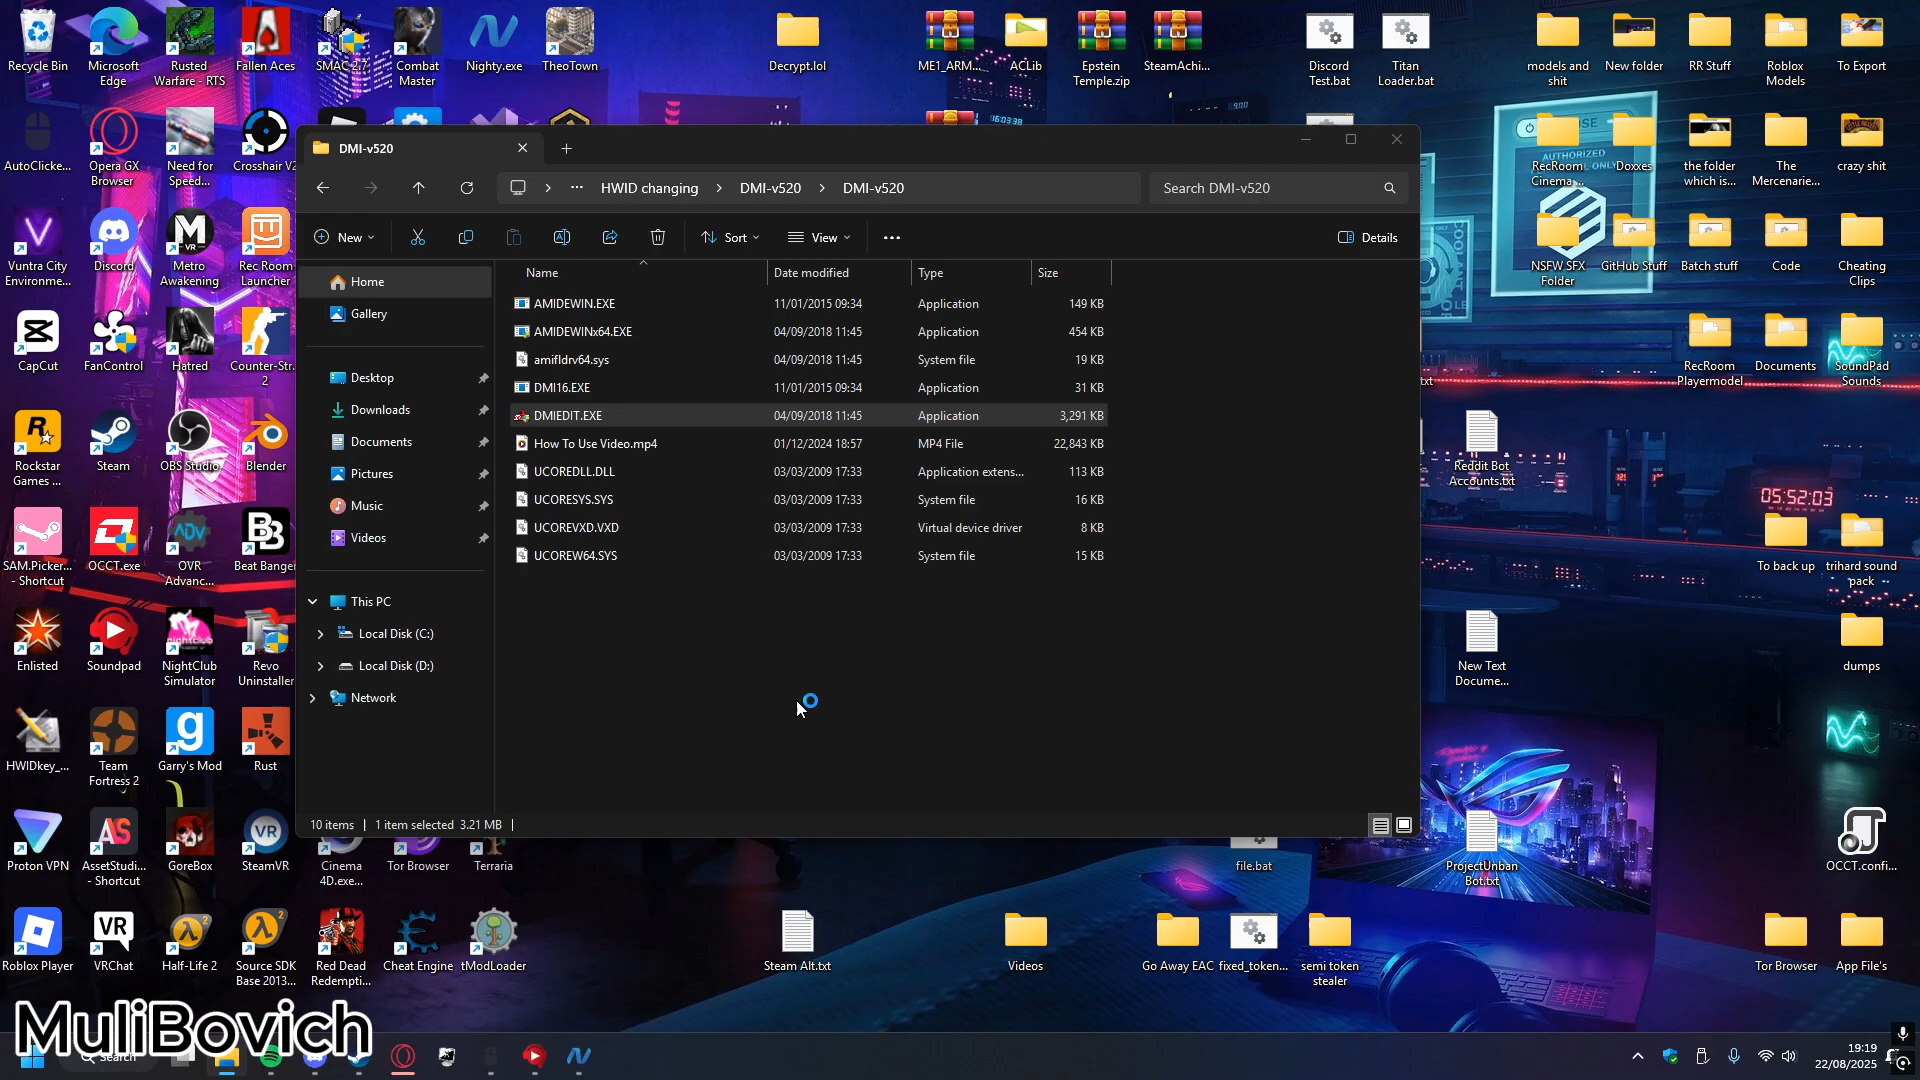 Recycle Bin
Microsoft
Edge
Rusted
Warfare - RTS
Fallen Aces
SMAC 2.7
Combat
Master
Nighty.exe
TheoTown
Decrypt.lol
ME1_ARM...
ACLib
Epstein
Temple.zip
SteamAchi...
Discord
Test.bat
Titan
Loader.bat
models and
shit
New folder
RR Stuff
Roblox
Models
To Export
AutoClicke...
Opera GX
Browser
Need for
Speed...
Crosshair V2
RecRoom
Cinema ...
Doxxes
the folder
which is...
The
Mercenarie...
crazy shit
Vuntra City
Environme...
Discord
Metro
Awakening
Rec Room
Launcher
NSFW SFX
Folder
GitHub Stuff
Batch stuff
Code
Cheating
Clips
CapCut
FanControl
Hatred
Counter-Str...
2
RecRoom
Playermodel
Documents
SoundPad
Sounds
Rockstar
Games ...
Steam
OBS Studio
Blender
Reddit Bot
Accounts.txt
SAM.Picker...
- Shortcut
OCCT.exe
OVR
Advanc...
Beat Banger
To back up
trihard sound
pack
Enlisted
Soundpad
NightClub
Simulator
Revo
Uninstaller
New Text
Docume...
dumps
HWIDkey_...
Team
Fortress 2
Garry's Mod
Rust
Proton VPN
AssetStudi...
- Shortcut
GoreBox
SteamVR
Cinema
4D.exe...
Tor Browser
Terraria
file.bat
ProjectUnban
Bot.txt
OCCT.confi...
Roblox Player
VRChat
Half-Life 2
Source SDK
Base 2013...
Red Dead
Redempti...
Cheat Engine
tModLoader
Steam Alt.txt
Videos
Go Away EAC
fixed_token...
semi token
stealer
Tor Browser
App File's
DMI-v520
HWID changing
DMI-v520
DMI-v520
Search DMI-v520
New
Sort
View
Details
Home
Gallery
Desktop
Downloads
Documents
Pictures
Music
Videos
This PC
Local Disk (C:)
Local Disk (D:)
Network
Name Date modified Type Size
AMIDEWIN.EXE 11/01/2015 09:34 Application 149 KB
AMIDEWINx64.EXE 04/09/2018 11:45 Application 454 KB
amifldrv64.sys 04/09/2018 11:45 System file 19 KB
DMI16.EXE 11/01/2015 09:34 Application 31 KB
DMIEDIT.EXE 04/09/2018 11:45 Application 3,291 KB
How To Use Video.mp4 01/12/2024 18:57 MP4 File 22,843 KB
UCOREDLL.DLL 03/03/2009 17:33 Application extens... 113 KB
UCORESYS.SYS 03/03/2009 17:33 System file 16 KB
UCOREVXD.VXD 03/03/2009 17:33 Virtual device driver 8 KB
UCOREW64.SYS 03/03/2009 17:33 System file 15 KB
10 items 1 item selected 3.21 MB
AUTHORIZED
05:52:03
MuliBovich
Search
19:19
22/08/2025